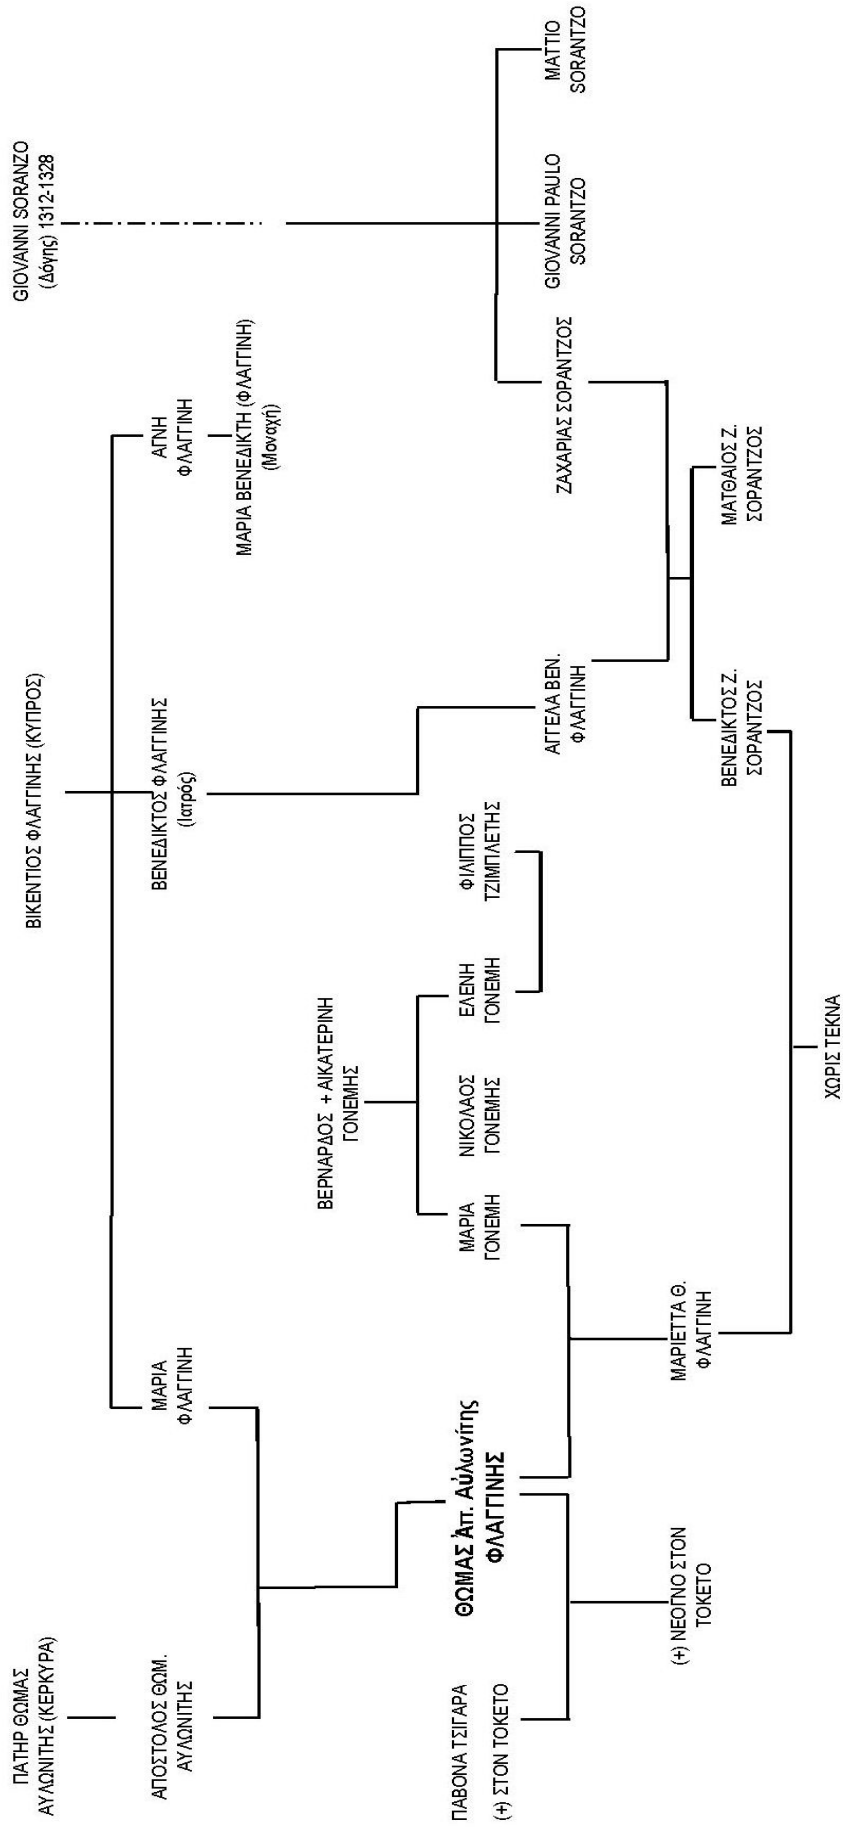 ΠΑΤΗΡ ΘΩΜΑΣ
ΑΥΛΩΝΙΤΗΣ (ΚΕΡΚΥΡΑ)
ΒΙΚΕΝΤΙΟΣ ΦΛΑΓΓΙΝΗΣ (ΚΥΠΡΟΣ)
GIOVANNI SORANZO
(Δόγης) 1312-1328
ΑΠΟΣΤΟΛΟΣ ΘΩΜ.
ΑΥΛΩΝΙΤΗΣ
ΜΑΡΙΑ
ΦΛΑΓΓΙΝΗ
ΒΕΝΕΔΙΚΤΟΣ ΦΛΑΓΓΙΝΗΣ
(Ιατρός)
ΑΓΝΗ
ΦΛΑΓΓΙΝΗ
ΜΑΡΙΑ ΒΕΝΕΔΙΚΤΗ (ΦΛΑΓΓΙΝΗ)
(Μοναχή)
ΒΕΡΝΑΡΔΟΣ + ΑΙΚΑΤΕΡΙΝΗ
ΓΟΝΕΜΗΣ
ΠΑΒΟΝΑ ΤΣΙΓΑΡΑ
(+) ΣΤΟΝ ΤΟΚΕΤΟ
ΘΩΜΑΣ Ἀπ. Αὐλωνίτης
ΦΛΑΓΓΙΝΗΣ
ΜΑΡΙΑ
ΓΟΝΕΜΗ
ΝΙΚΟΛΑΟΣ
ΓΟΝΕΜΗΣ
ΕΛΕΝΗ
ΓΟΝΕΜΗ
ΦΙΛΙΠΠΟΣ
ΤΖΙΜΠΛΕΤΗΣ
ΑΓΓΕΛΑ ΒΕΝ.
ΦΛΑΓΓΙΝΗ
ΖΑΧΑΡΙΑΣ ΣΟΡΑΝΤΖΟΣ
GIOVANNI PAULO
SORANTZO
MATTIO
SORANTZO
(+) ΝΕΟΓΝΟ ΣΤΟΝ
ΤΟΚΕΤΟ
ΜΑΡΙΕΤΤΑ Θ.
ΦΛΑΓΓΙΝΗ
ΒΕΝΕΔΙΚΤΟΣ Ζ.
ΣΟΡΑΝΤΖΟΣ
ΜΑΤΘΑΙΟΣ Ζ.
ΣΟΡΑΝΤΖΟΣ
ΧΩΡΙΣ ΤΕΚΝΑ